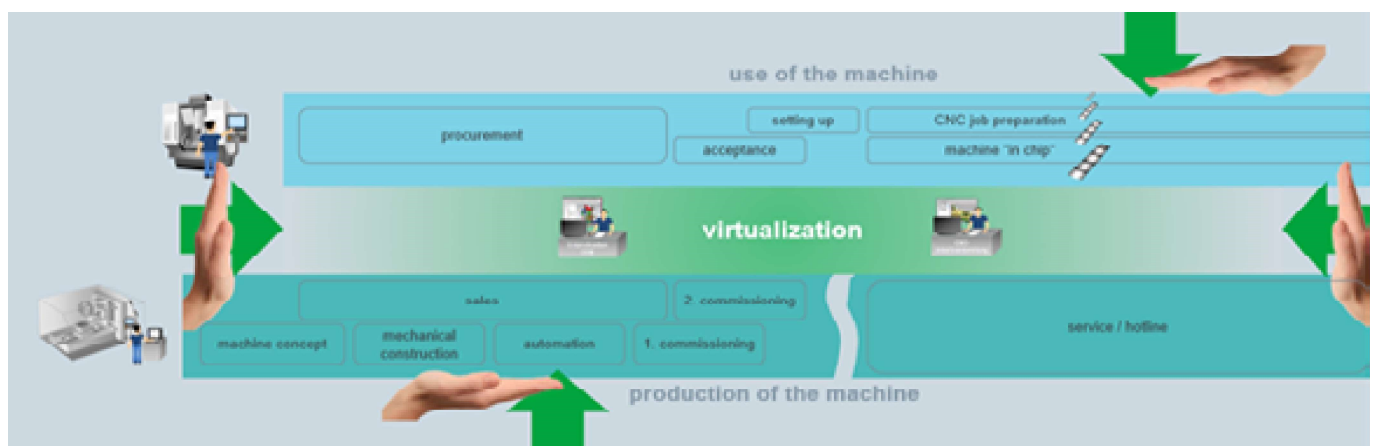 use of the machine
procurement
setting up
CNC job preparation
acceptance
machine "in chip"
virtualization
sales
2. commissioning
service / hotline
machine concept
mechanical
construction
automation
1. commissioning
production of the machine